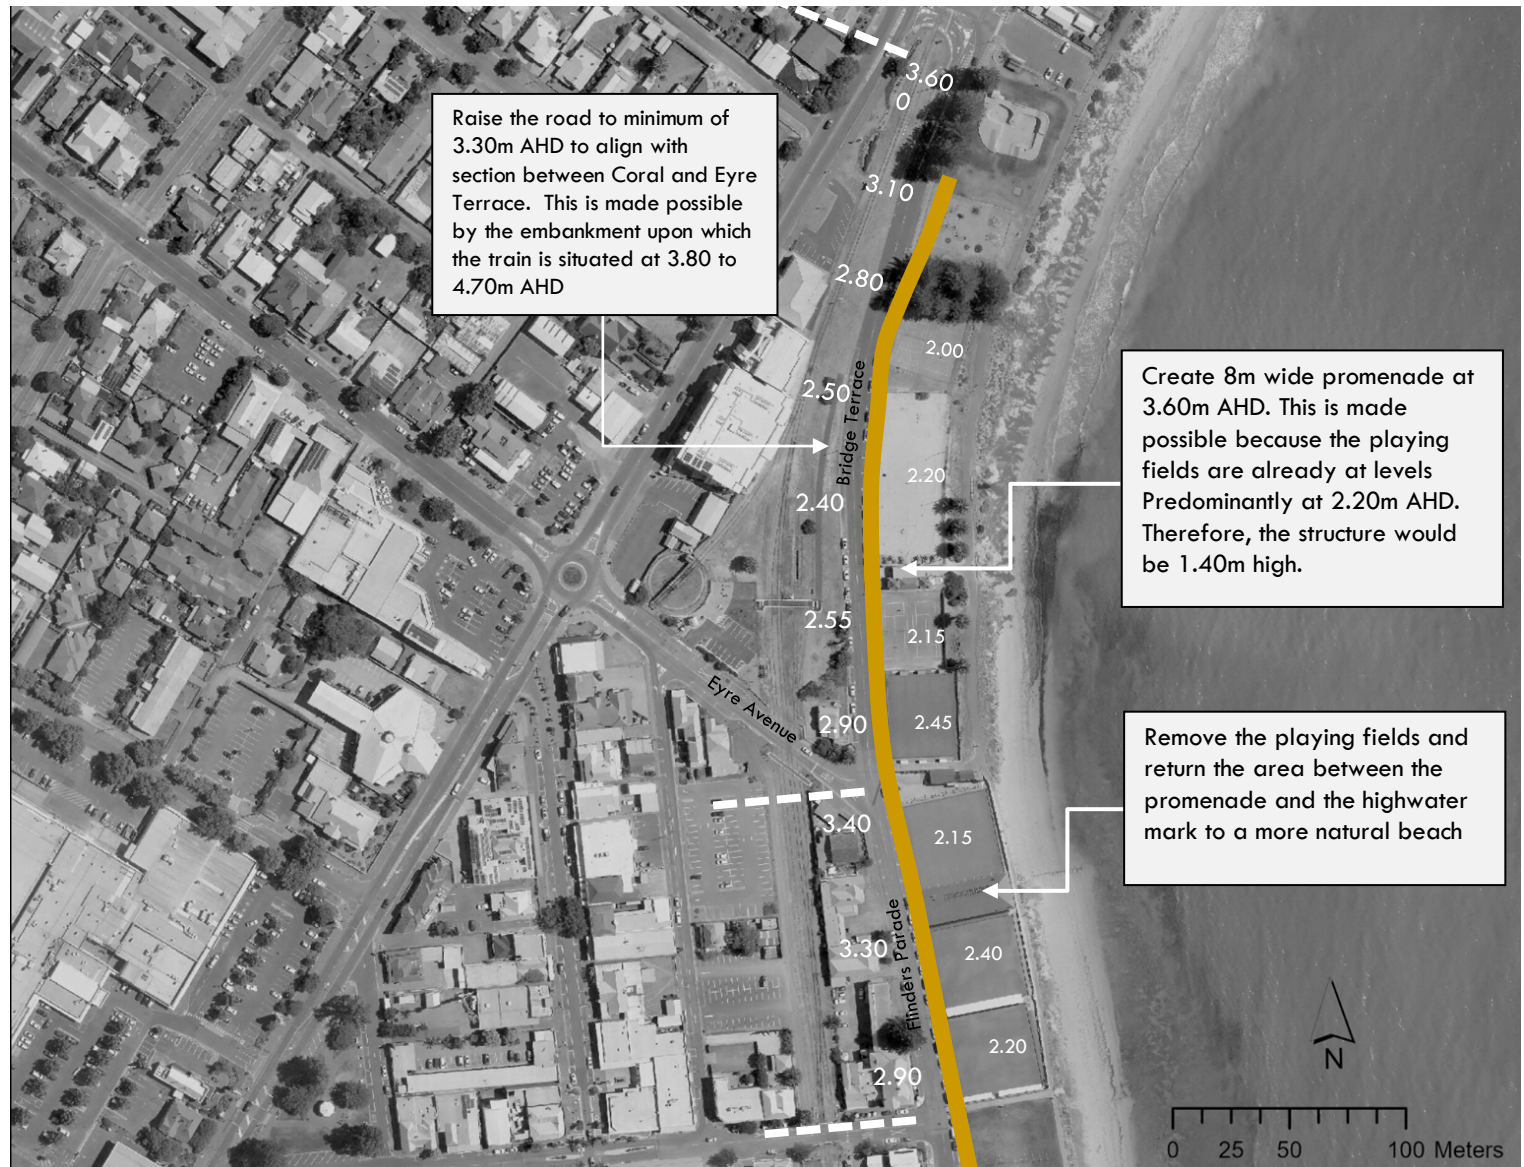 3.60
0
Raise the road to minimum of
3.30m AHD to align with
section between Coral and Eyre
Terrace. This is made possible
by the embankment upon which
the train is situated at 3.80 to
4.70m AHD
3.10
2.80
2.00
2.50
Bridge Terrace
2.20
2.40
Create 8m wide promenade at
3.60m AHD. This is made
possible because the playing
fields are already at levels
Predominantly at 2.20m AHD.
Therefore, the structure would
be 1.40m high.
2.55
2.15
Eyre Avenue
2.90
2.45
Remove the playing fields and
return the area between the
promenade and the highwater
mark to a more natural beach
3.40
2.15
Flinders Parade
3.30
2.40
2.20
2.90
N
0 25 50 100 Meters